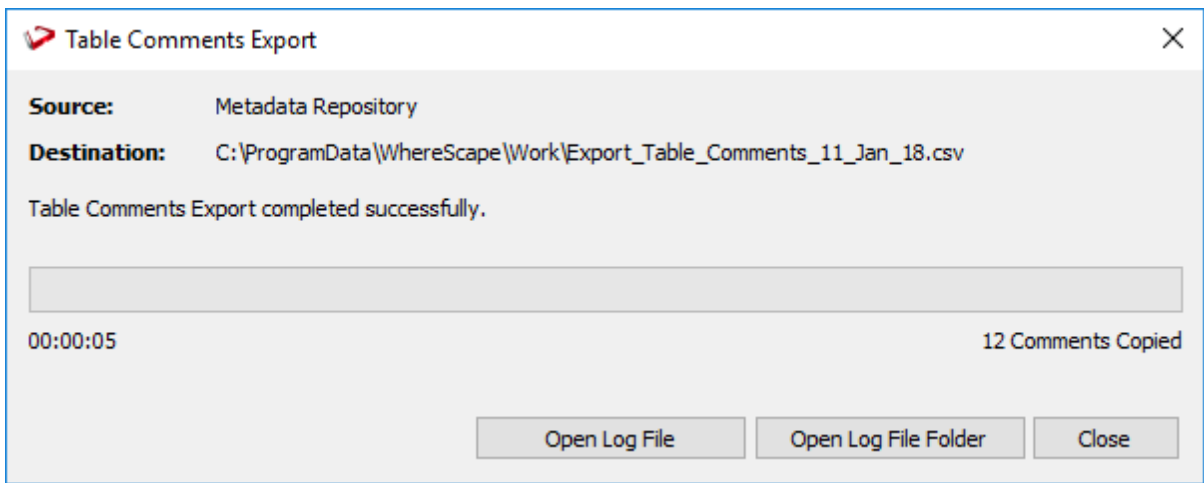 Table Comments Export
Source: Metadata Repository
Destination: C:\ProgramData\WhereScape\Work\Export_Table_Comments_11_Jan_18.csv
Table Comments Export completed successfully.
00:00:05 12 Comments Copied
Open Log File Open Log File Folder Close